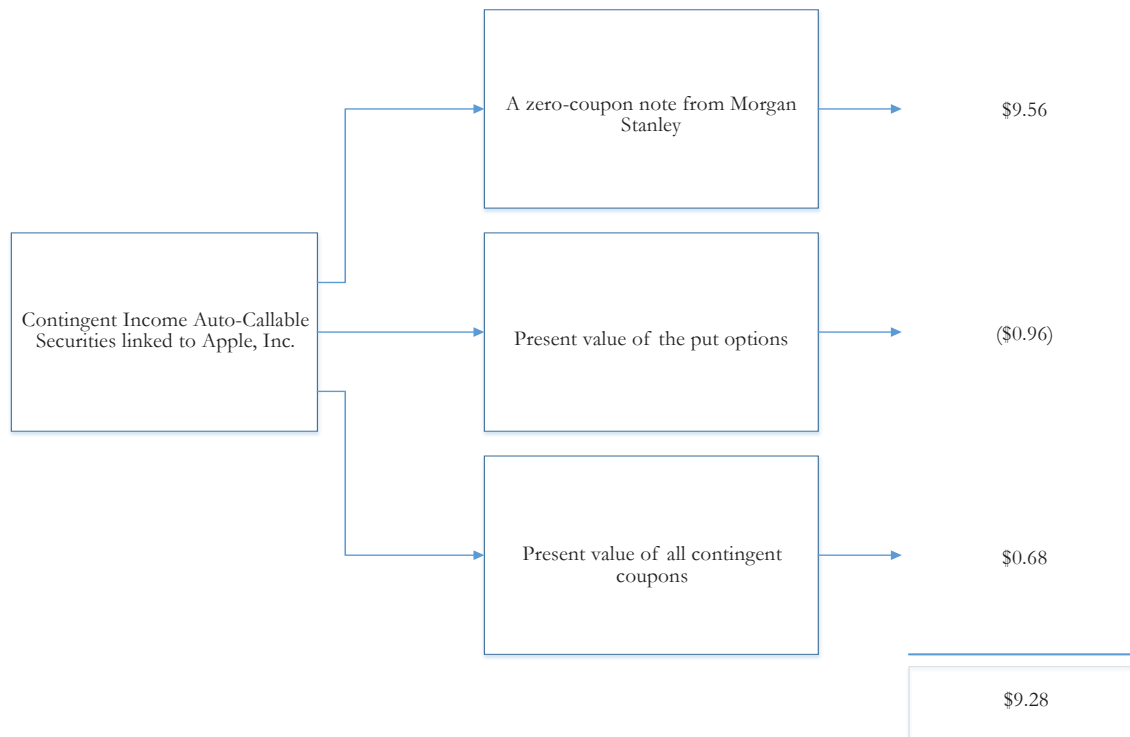 A zero-coupon note from Morgan
Stanley
$9.56
Contingent Income Auto-Callable
Securities linked to Apple, Inc.
Present value of the put options
($0.96)
Present value of all contingent
coupons
$0.68
$9.28